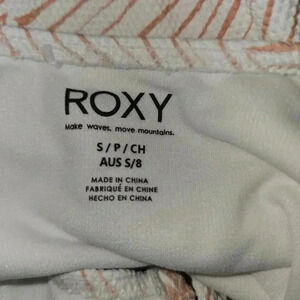 ROXY
Make waves, move mountains.
S / P / CH
AUS S/8
MADE IN CHINA
FABRIQUÉ EN CHINE
HECHO EN CHINA